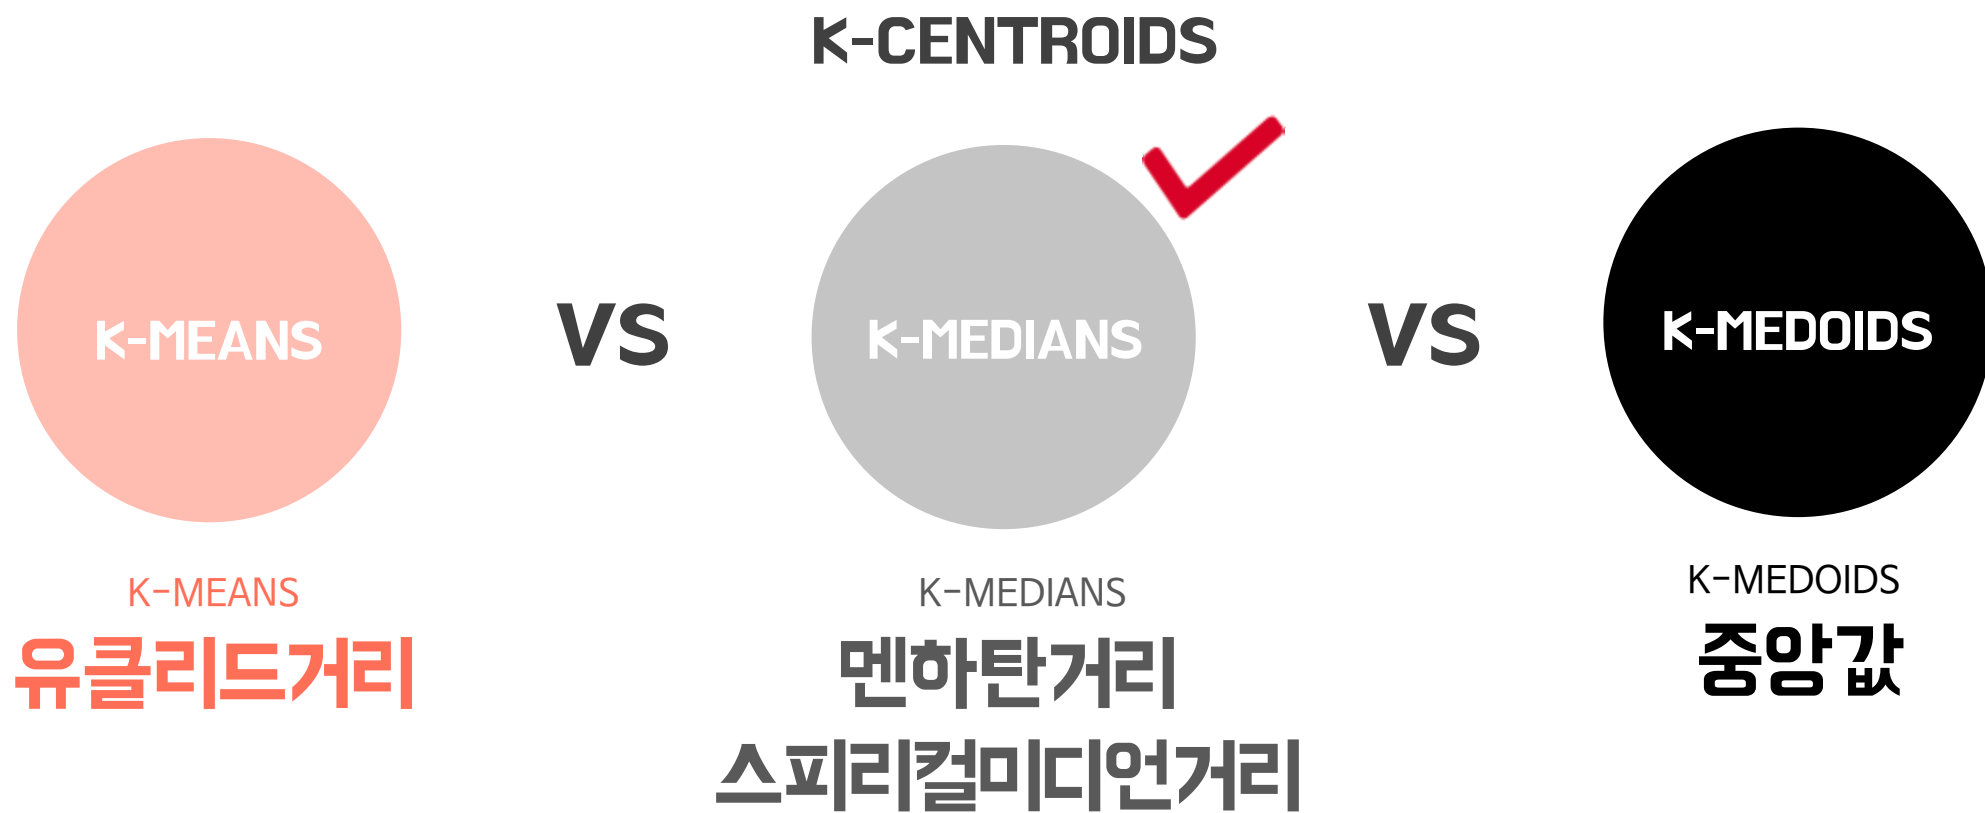 K-CENTROIDS
K-MEANS
VS
K-MEDIANS
VS
K-MEDOIDS
K-MEANS
유클리드거리
K-MEDIANS
멘하탄거리
스피리컬미디언거리
K-MEDOIDS
중앙값